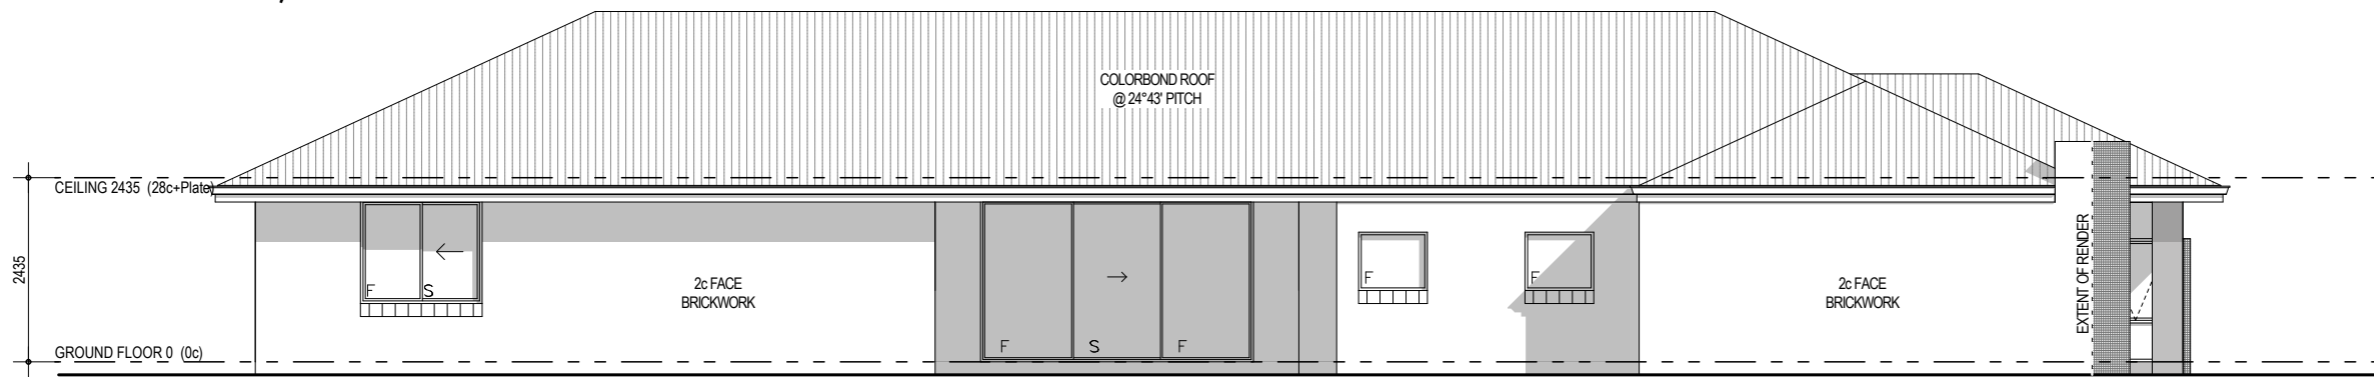 COLORBOND ROOF
@ 24°43' PITCH
CEILING 2435 (28c+Plate)
2435
F
S
2c FACE
BRICKWORK
F
S
F
F
F
2c FACE
BRICKWORK
EXTENT OF RENDER
GROUND FLOOR 0 (0c)